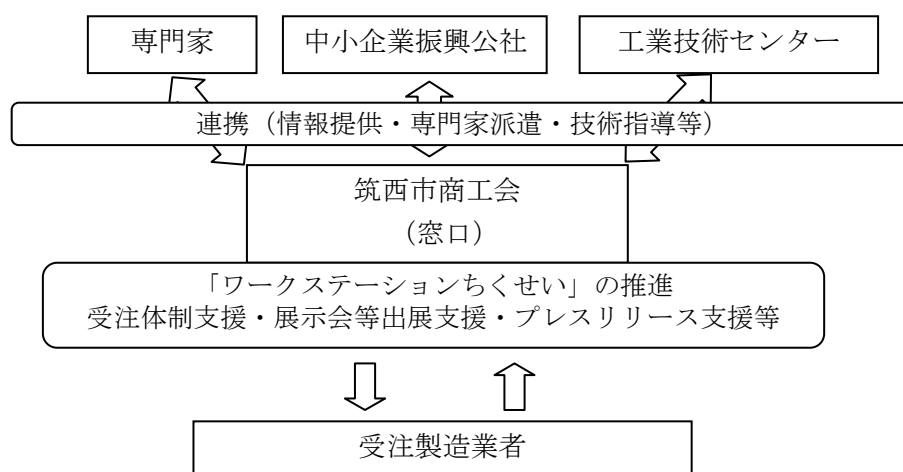 専門家
中小企業振興公社
工業技術センター
連携（情報提供・専門家派遣・技術指導等）
筑西市商工会
（窓口）
「ワークステーションちくせい」の推進
受注体制支援・展示会等出展支援・プレスリリース支援等
受注製造業者